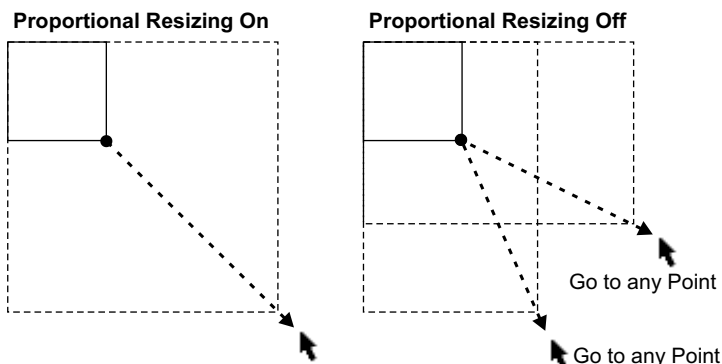 Proportional Resizing On
Proportional Resizing Off
Go to any Point
Go to any Point